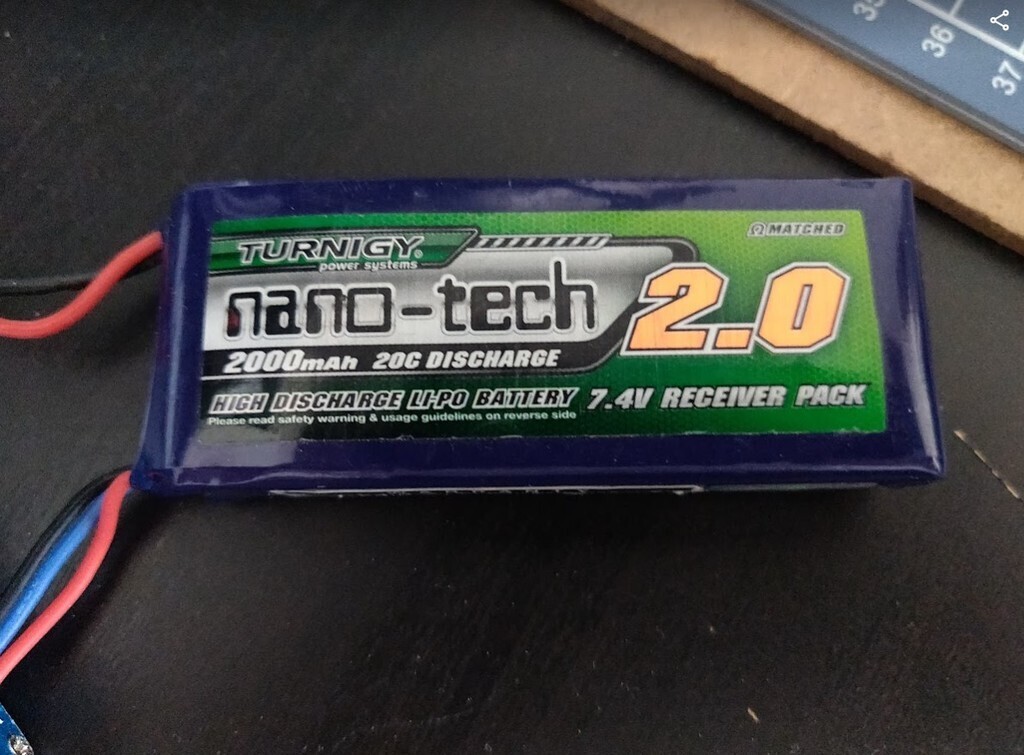 36
37
Ω MATCHED
TURNIGY®
power systems
nano-tech
2.0
2000mAh 20C DISCHARGE
HIGH DISCHARGE LI-PO BATTERY 7.4V RECEIVER PACK
Please read safety warning & usage guidelines on reverse side